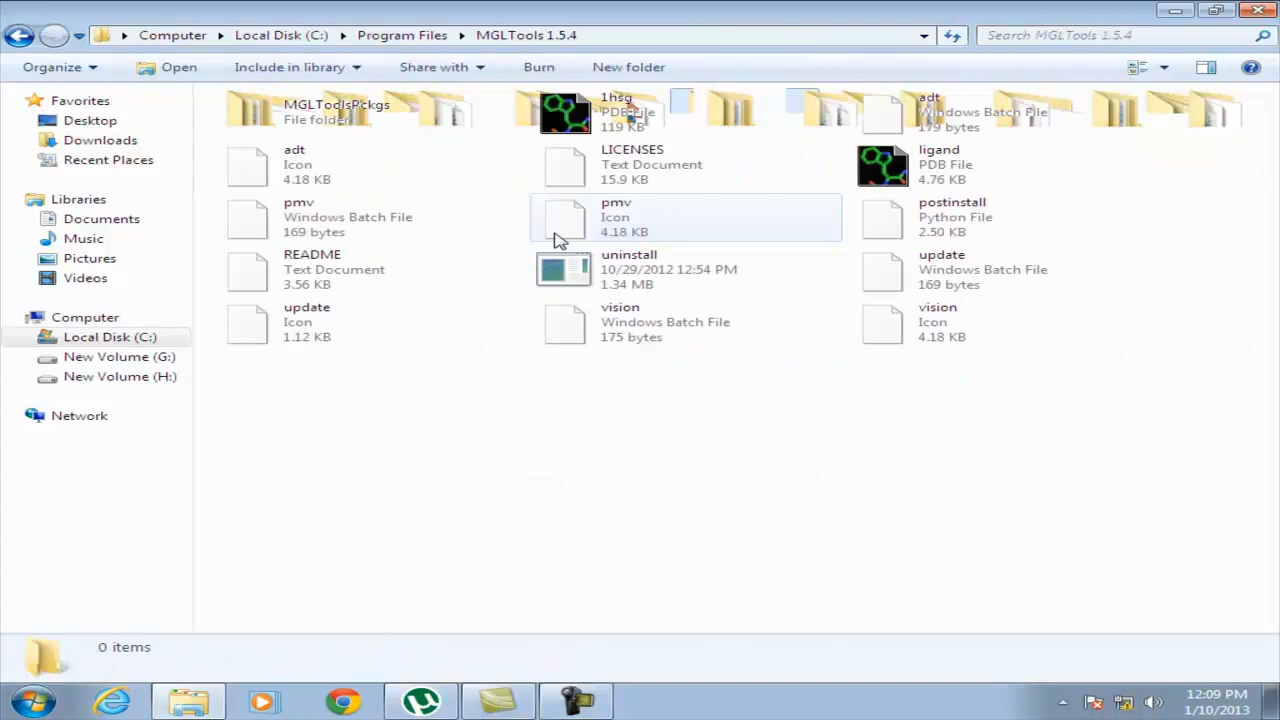 Computer Local Disk (C:) Program Files MGLTools 1.5.4 Search MGLTools 1.5.4
Organize Open Include in library Share with Burn New folder
Favorites
Desktop
Downloads
Recent Places
Libraries
Documents
Music
Pictures
Videos
Computer
Local Disk (C:)
New Volume (G:)
New Volume (H:)
Network
MGLToolsPckgs
File folder
1hsg
PDB File
119 KB
adt
Windows Batch File
179 bytes
adt
Icon
4.18 KB
LICENSES
Text Document
15.9 KB
ligand
PDB File
4.76 KB
pmv
Windows Batch File
169 bytes
pmv
Icon
4.18 KB
postinstall
Python File
2.50 KB
README
Text Document
3.56 KB
uninstall
10/29/2012 12:54 PM
1.34 MB
update
Windows Batch File
169 bytes
update
Icon
1.12 KB
vision
Windows Batch File
175 bytes
vision
Icon
4.18 KB
0 items
12:09 PM
1/10/2013